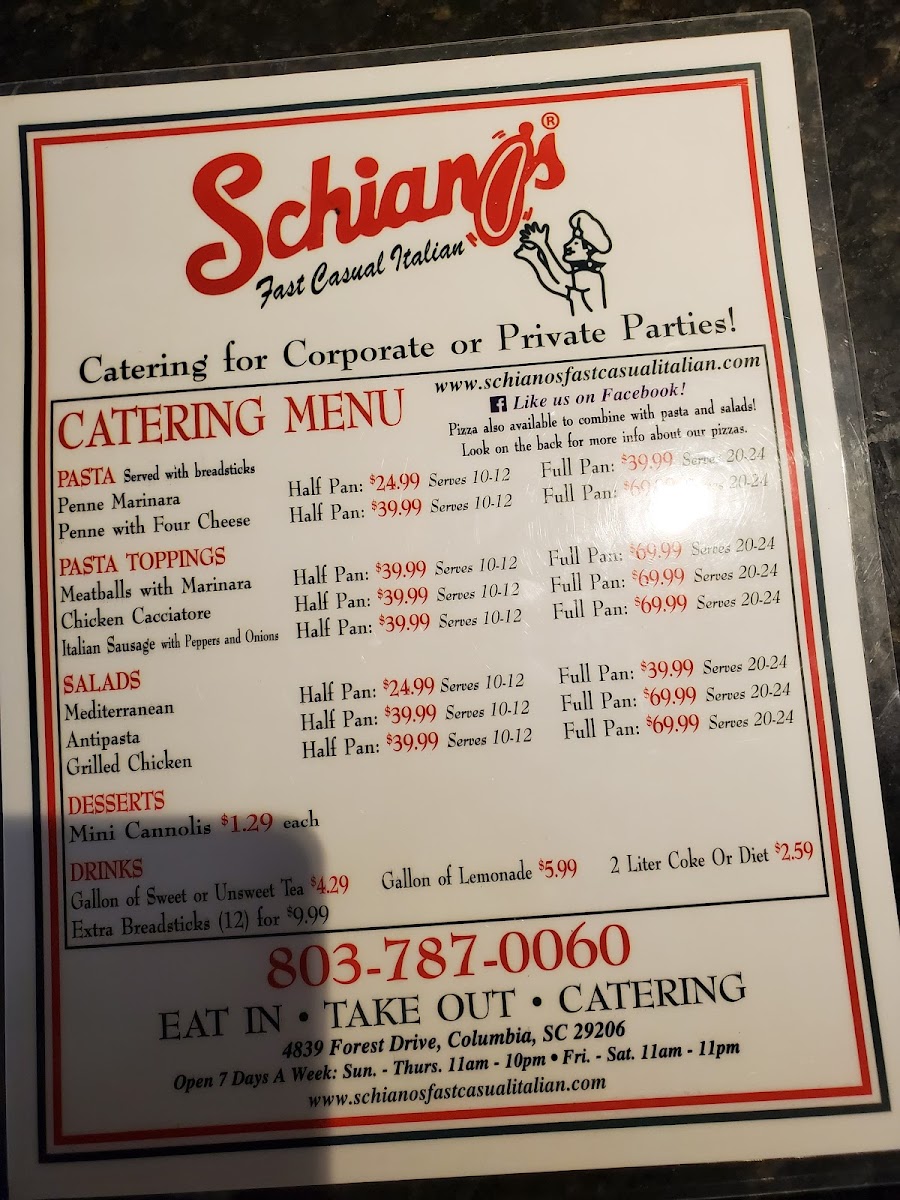 Schiano's®
Fast Casual Italian
Catering for Corporate or Private Parties!
www.schianosfastcasualitalian.com
Like us on Facebook!
CATERING MENU
Pizza also available to combine with pasta and salads!
Look on the back for more info about our pizzas.
PASTA Served with breadsticks
Penne Marinara Half Pan: $24.99 Serves 10-12 Full Pan: $39.99 Serves 20-24
Penne with Four Cheese Half Pan: $39.99 Serves 10-12 Full Pan: $69.99 Serves 20-24
PASTA TOPPINGS
Meatballs with Marinara Half Pan: $39.99 Serves 10-12 Full Pan: $69.99 Serves 20-24
Chicken Cacciatore Half Pan: $39.99 Serves 10-12 Full Pan: $69.99 Serves 20-24
Italian Sausage with Peppers and Onions Half Pan: $39.99 Serves 10-12 Full Pan: $69.99 Serves 20-24
SALADS
Mediterranean Half Pan: $24.99 Serves 10-12 Full Pan: $39.99 Serves 20-24
Antipasta Half Pan: $39.99 Serves 10-12 Full Pan: $69.99 Serves 20-24
Grilled Chicken Half Pan: $39.99 Serves 10-12 Full Pan: $69.99 Serves 20-24
DESSERTS
Mini Cannolis $1.29 each
DRINKS
Gallon of Sweet or Unsweet Tea $4.29 Gallon of Lemonade $5.99 2 Liter Coke Or Diet $2.59
Extra Breadsticks (12) for $9.99
803-787-0060
EAT IN • TAKE OUT • CATERING
4839 Forest Drive, Columbia, SC 29206
Open 7 Days A Week: Sun. - Thurs. 11am - 10pm • Fri. - Sat. 11am - 11pm
www.schianosfastcasualitalian.com